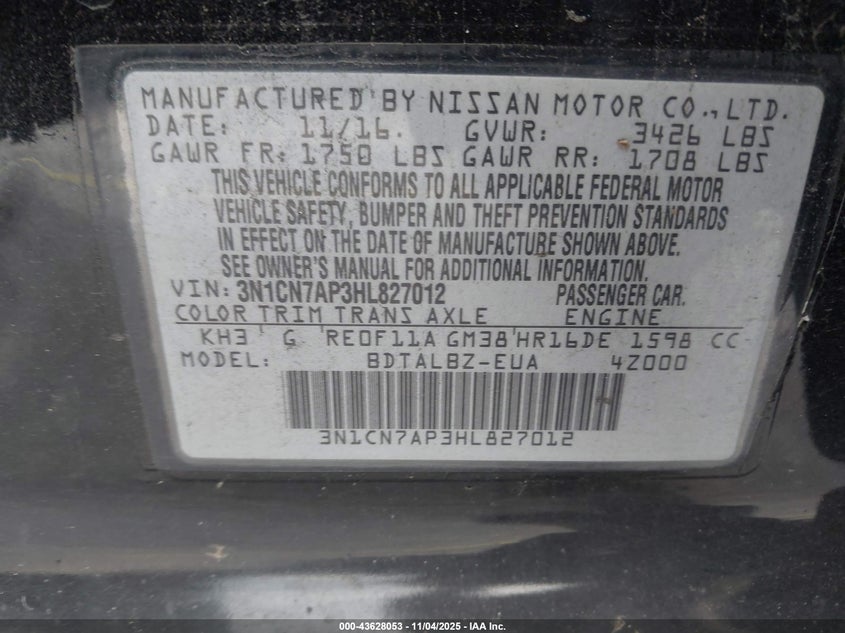 MANUFACTURED BY NISSAN MOTOR CO., LTD.
DATE: 11/16. GVWR: 3426 LBS
GAWR FR: 1750 LBS GAWR RR: 1708 LBS
THIS VEHICLE CONFORMS TO ALL APPLICABLE FEDERAL MOTOR
VEHICLE SAFETY, BUMPER AND THEFT PREVENTION STANDARDS
IN EFFECT ON THE DATE OF MANUFACTURE SHOWN ABOVE.
SEE OWNER'S MANUAL FOR ADDITIONAL INFORMATION.
VIN: 3N1CN7AP3HL827012 PASSENGER CAR.
COLOR TRIM TRANS AXLE ENGINE
KH3 G RE0F11A GM38 HR16DE 1598 CC
MODEL: BDTALBZ-EUA 4Z000
3N1CN7AP3HL827012
000-43628053 — 11/04/2025 - IAA Inc.